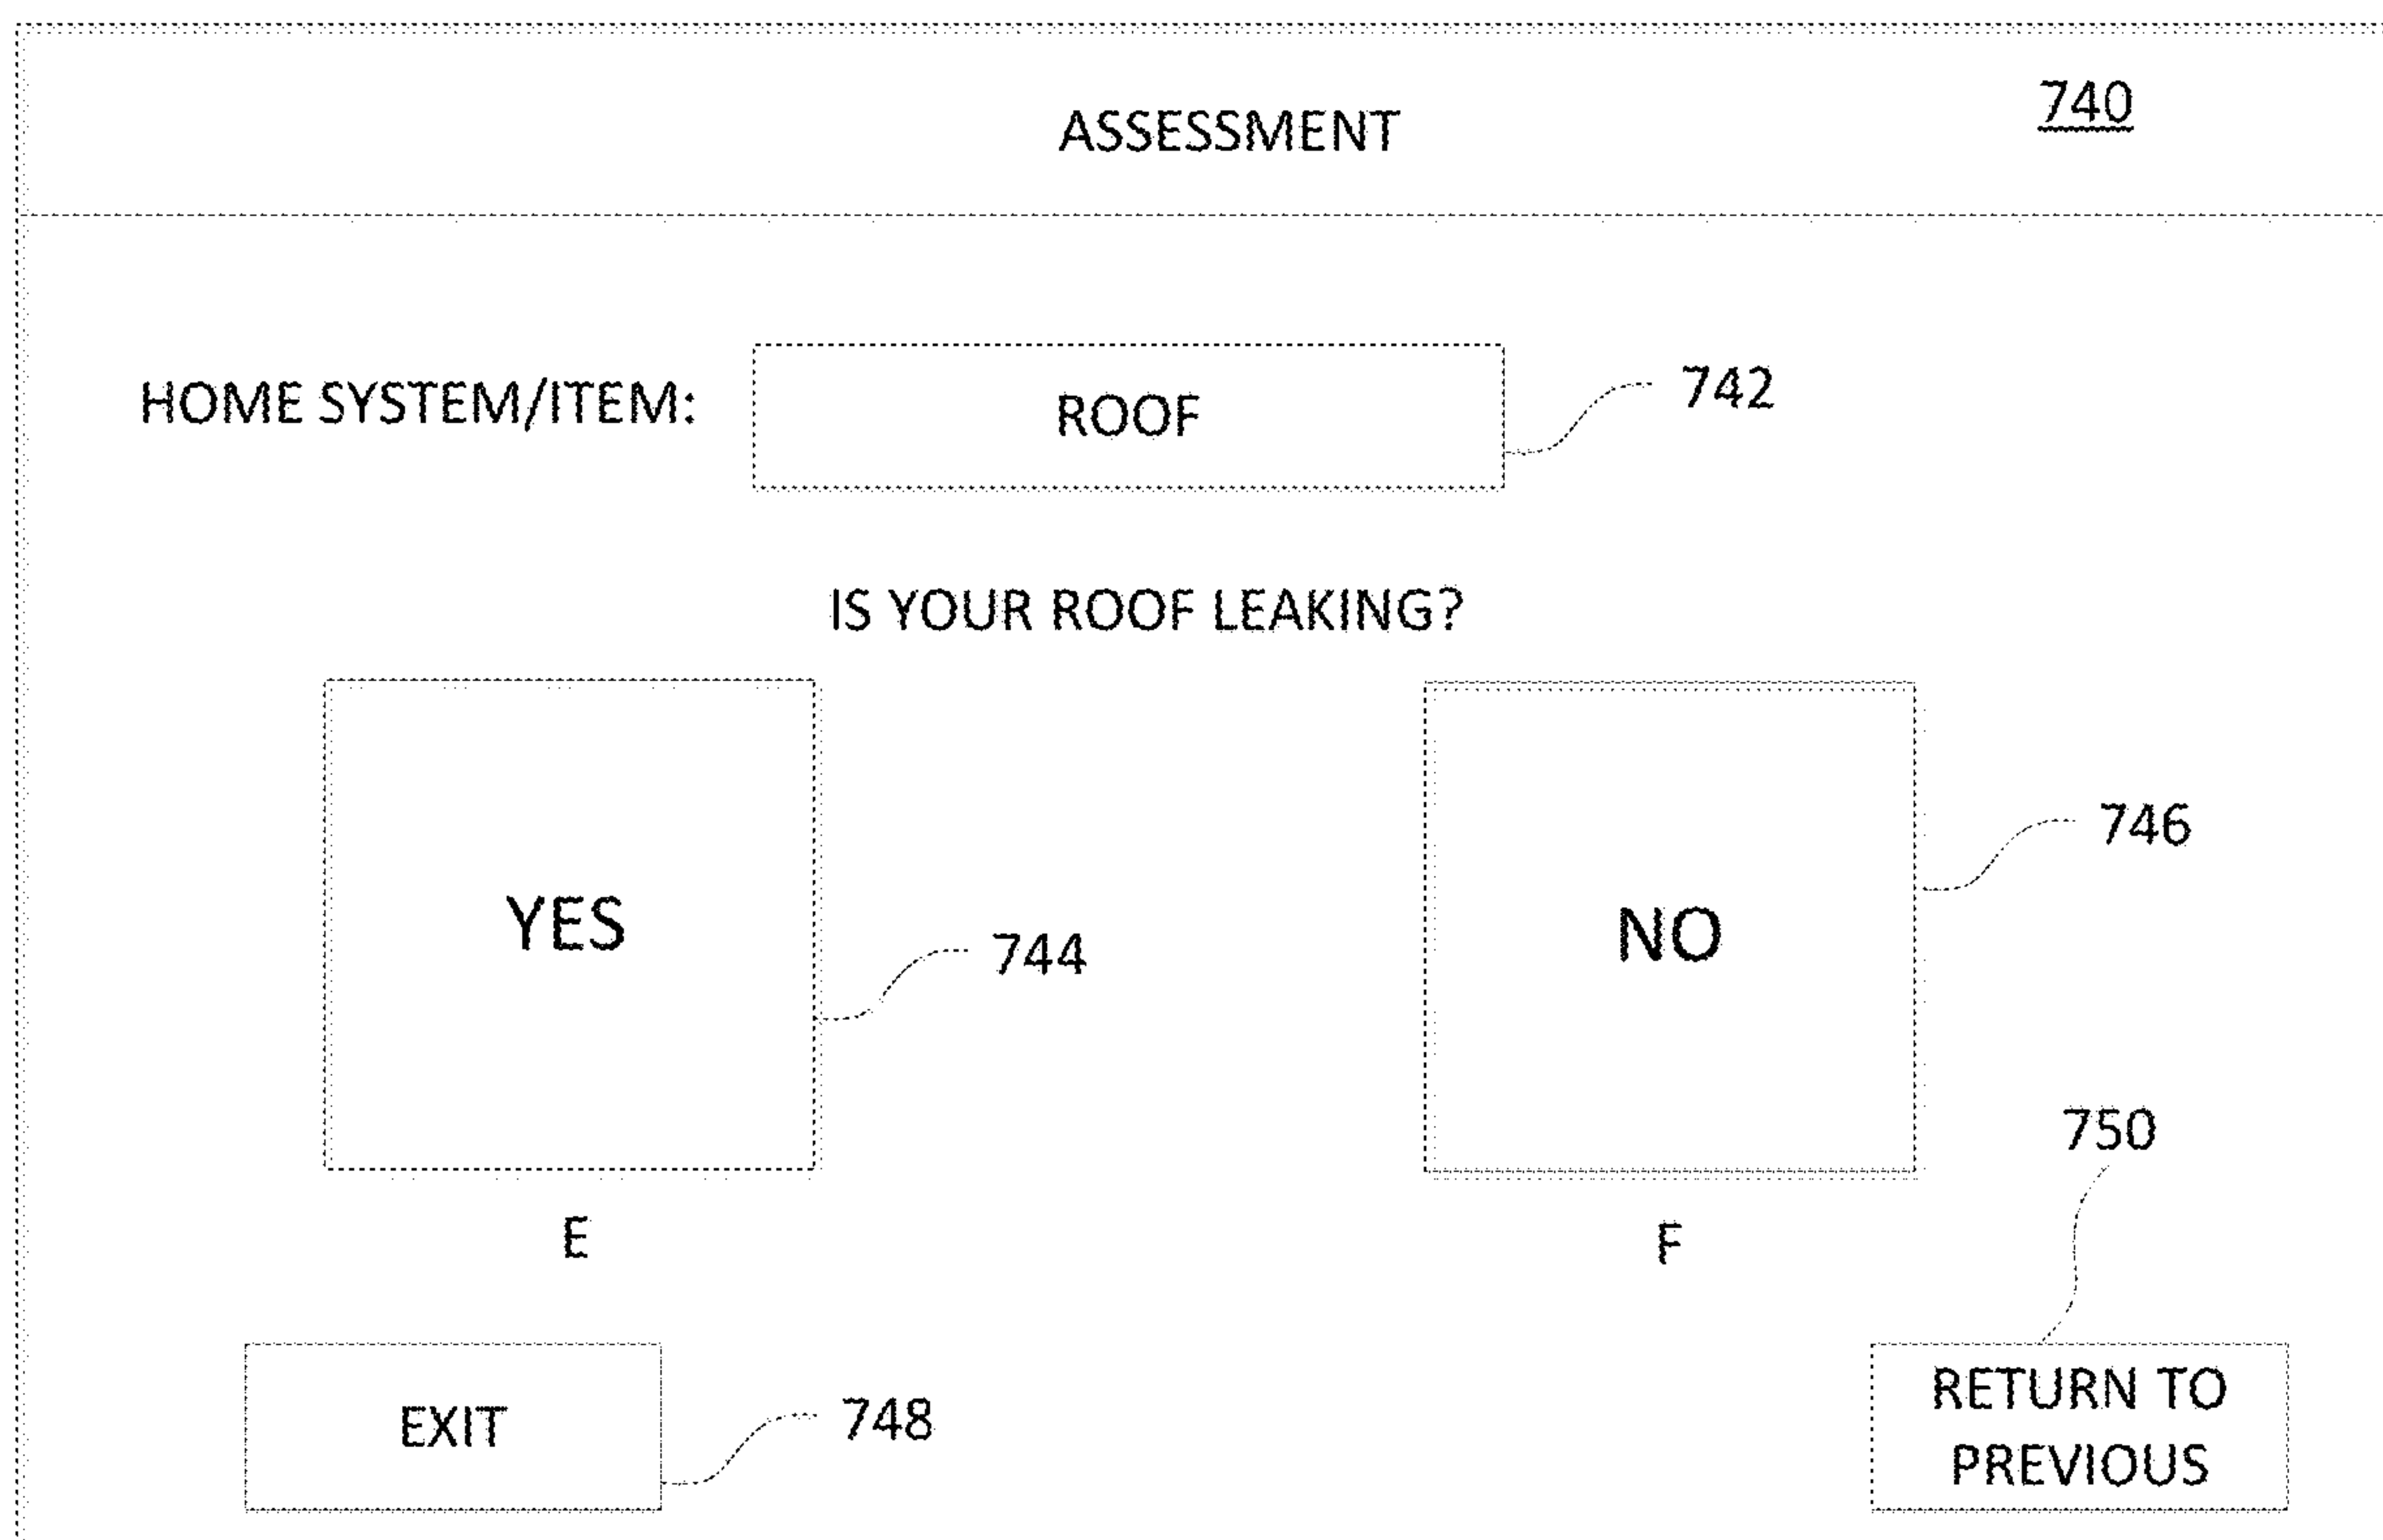 740
ASSESSMENT
HOME SYSTEM/ITEM:
ROOF
742
IS YOUR ROOF LEAKING?
YES
744
NO
746
E
F
750
EXIT
748
RETURN TO
PREVIOUS